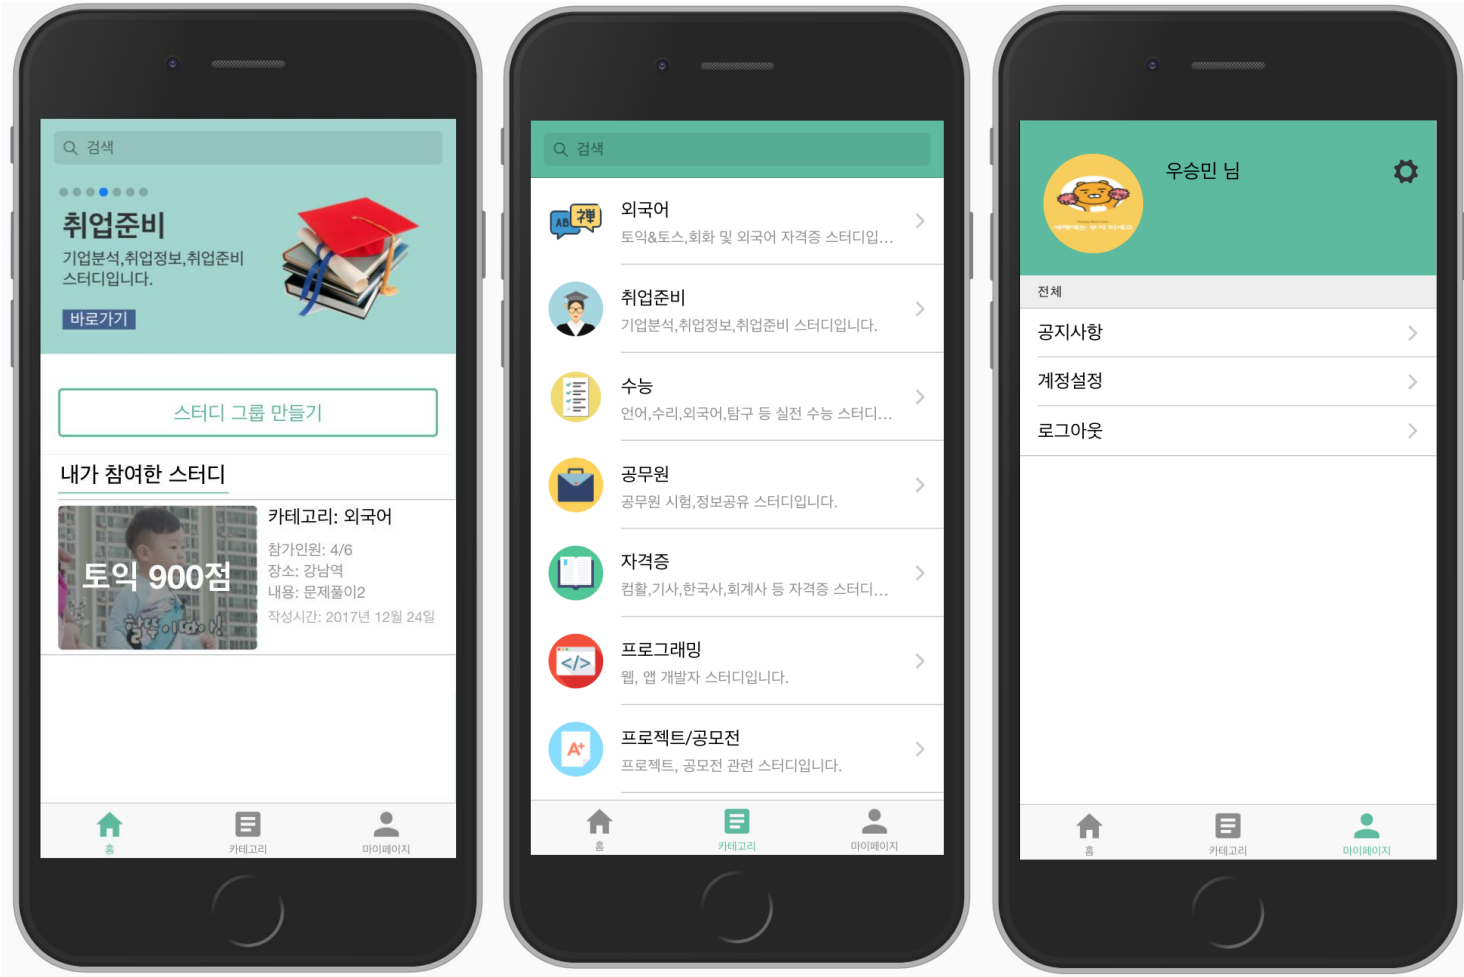 검색
취업준비
기업분석,취업정보,취업준비
스터디입니다.
바로가기
스터디 그룹 만들기
내가 참여한 스터디
토익 900점
카테고리: 외국어
참가인원: 4/6
장소: 강남역
내용: 문제풀이2
작성시간: 2017년 12월 24일
홈
카테고리
마이페이지
검색
외국어
토익&토스,회화 및 외국어 자격증 스터디입...
취업준비
기업분석,취업정보,취업준비 스터디입니다.
수능
언어,수리,외국어,탐구 등 실전 수능 스터디...
공무원
공무원 시험,정보공유 스터디입니다.
자격증
컴활,기사,한국사,회계사 등 자격증 스터디...
프로그래밍
</>
웹, 앱 개발자 스터디입니다.
프로젝트/공모전
A+
프로젝트, 공모전 관련 스터디입니다.
홈
카테고리
마이페이지
우승민 님
전체
공지사항
계정설정
로그아웃
홈
카테고리
마이페이지